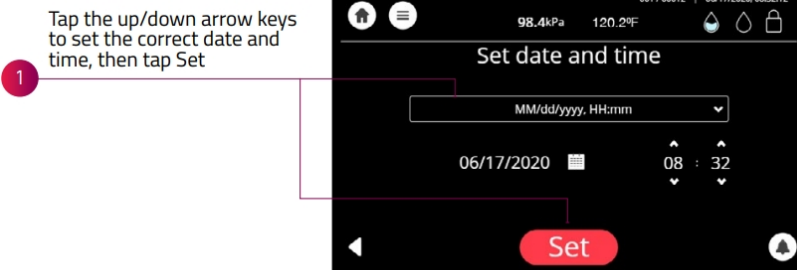 Tap the up/down arrow keys
to set the correct date and
time, then tap Set
1
98.4kPa 120.2ºF
Set date and time
MM/dd/yyyy, HH:mm
06/17/2020 08 : 32
Set